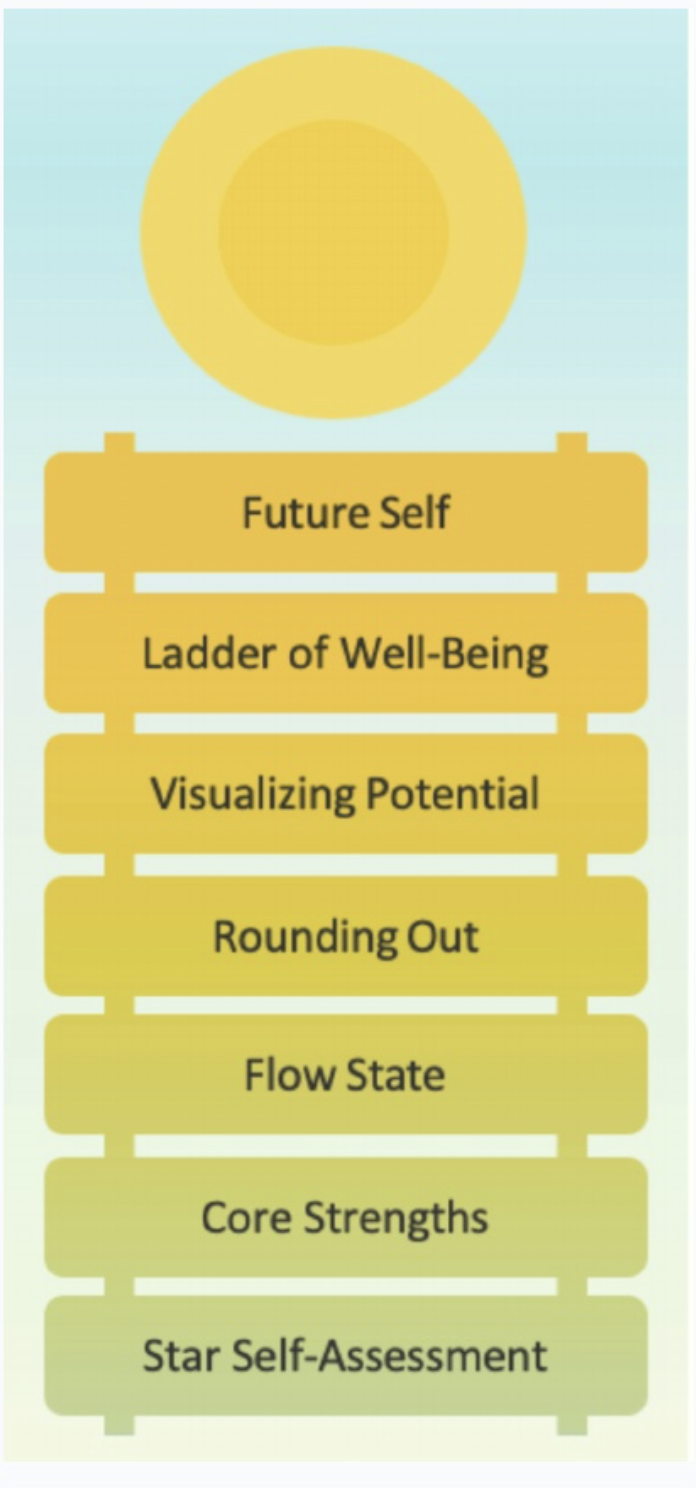 Future Self
Ladder of Well-Being
Visualizing Potential
Rounding Out
Flow State
Core Strengths
Star Self-Assessment